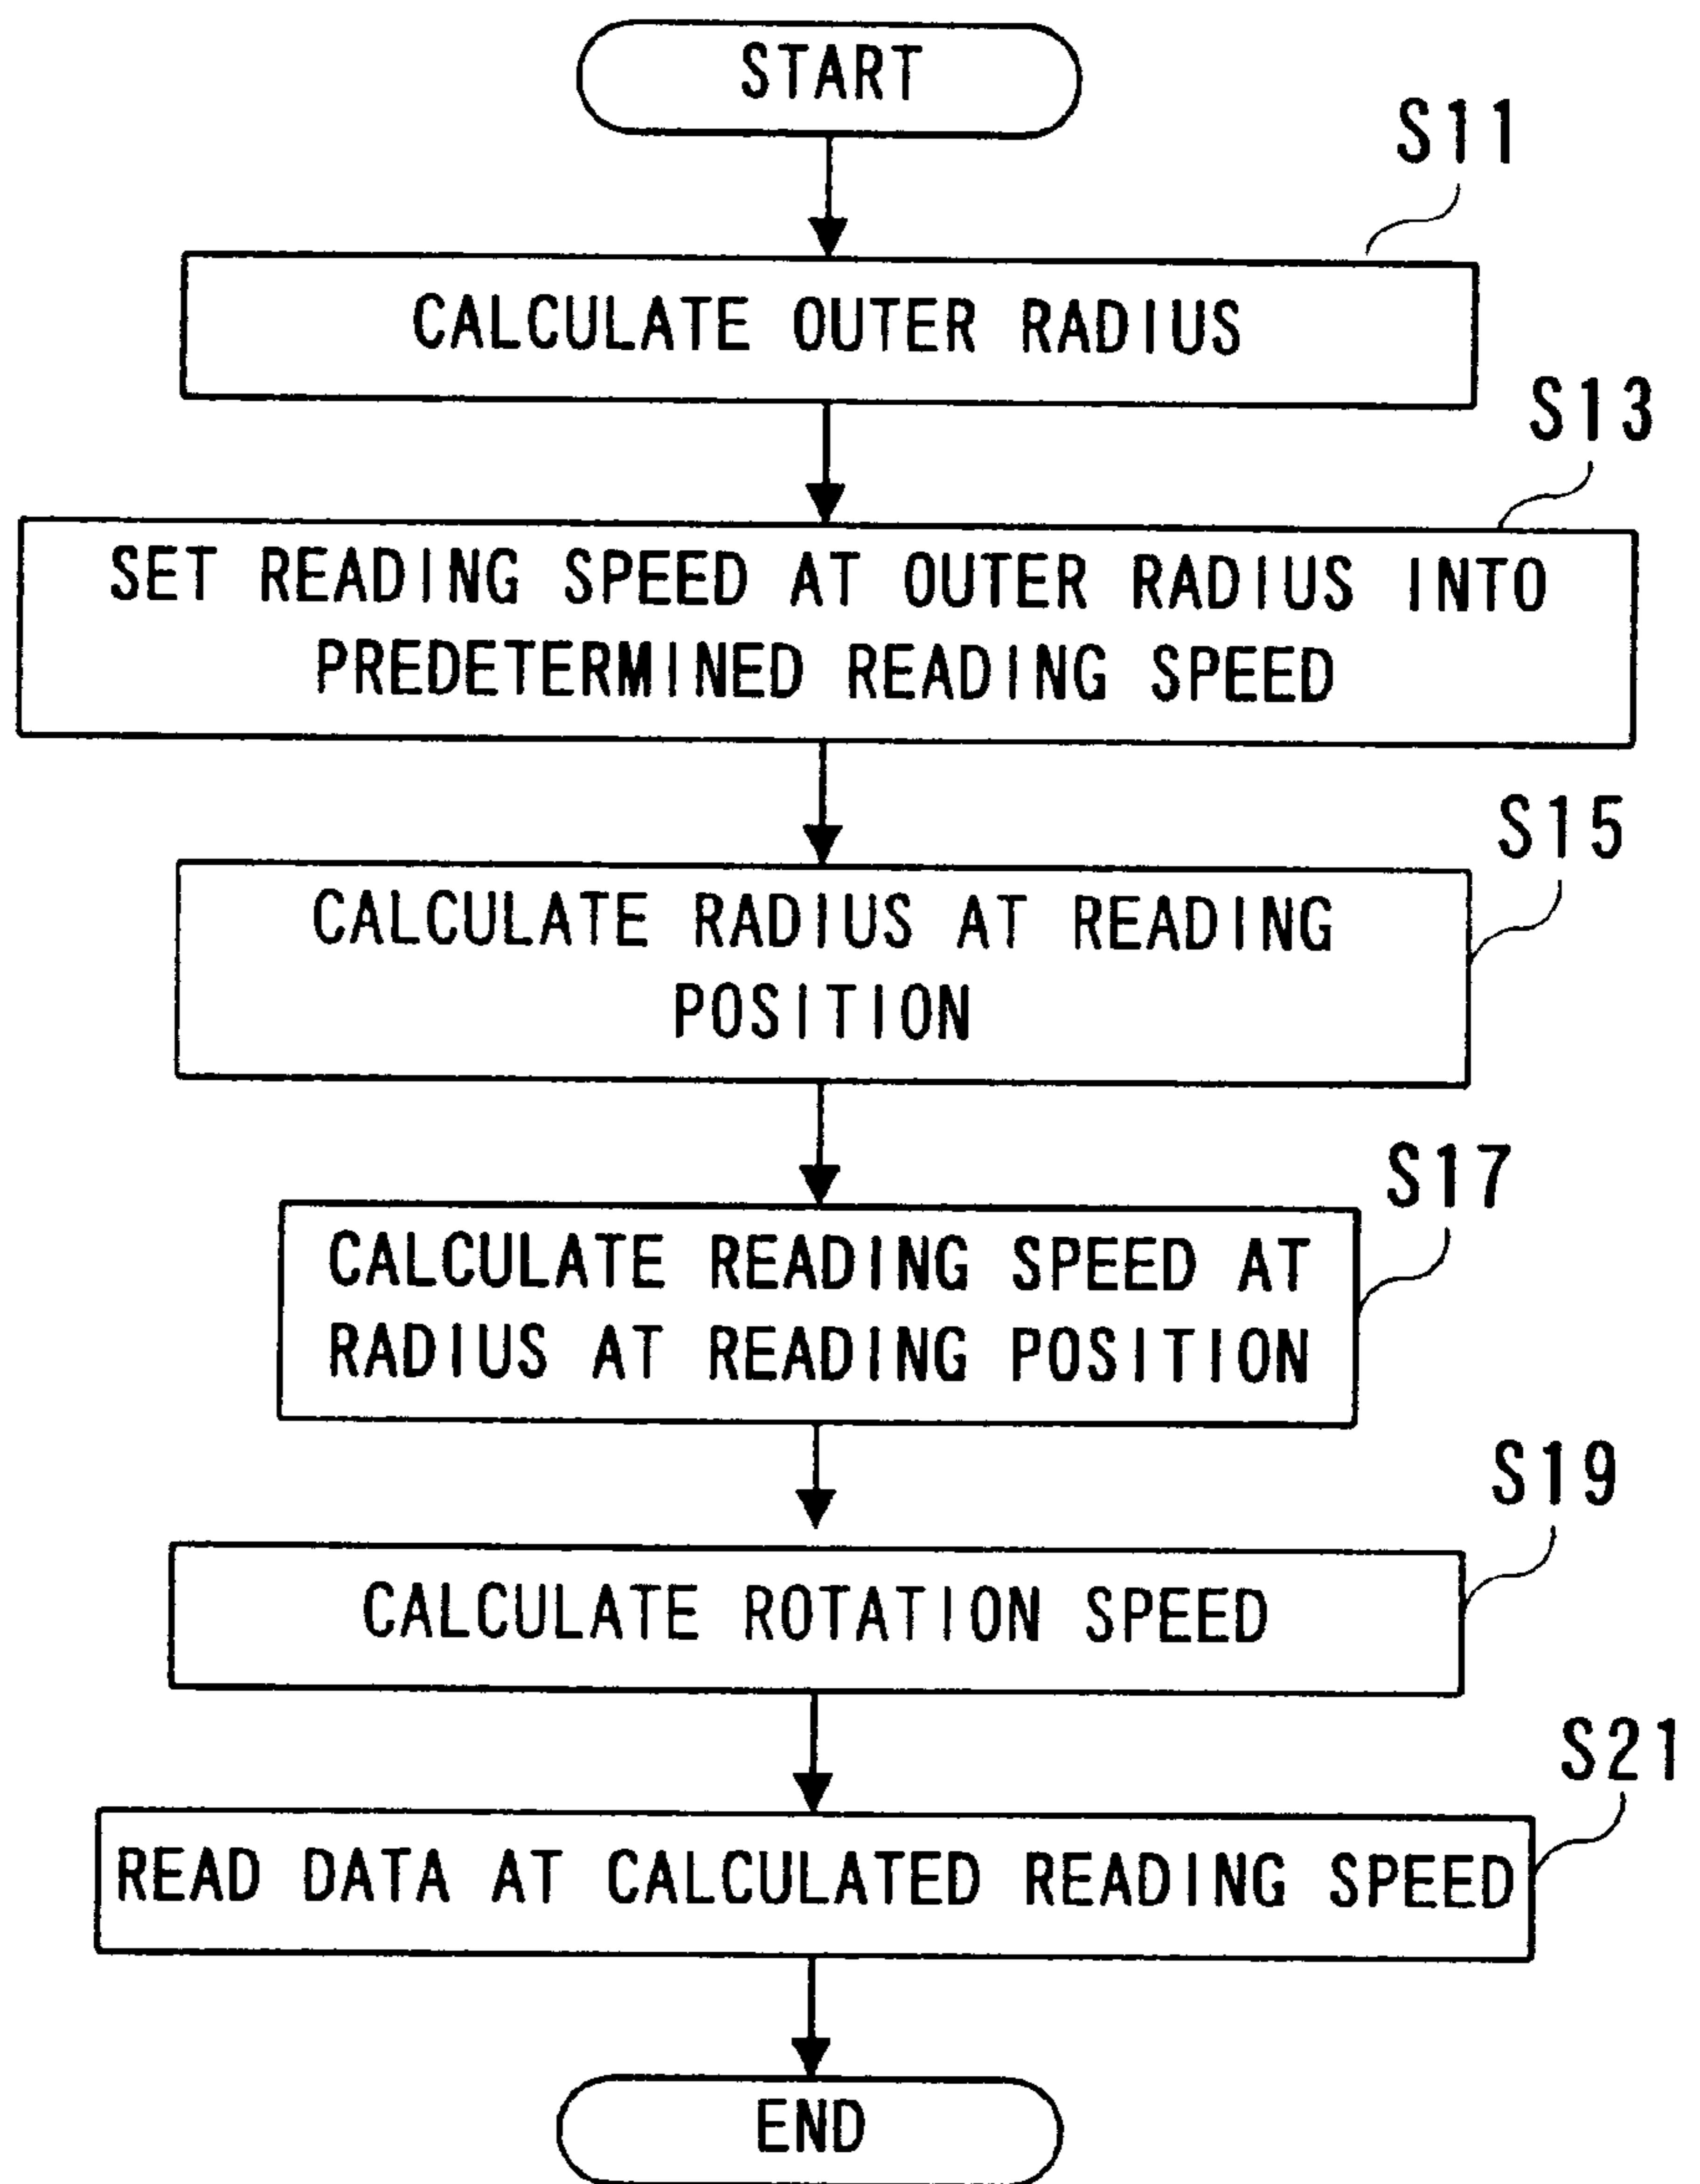 START
S11
CALCULATE OUTER RADIUS
S13
SET READING SPEED AT OUTER RADIUS INTO
PREDETERMINED READING SPEED
S15
CALCULATE RADIUS AT READING
POSITION
S17
CALCULATE READING SPEED AT
RADIUS AT READING POSITION
S19
CALCULATE ROTATION SPEED
S21
READ DATA AT CALCULATED READING SPEED
END